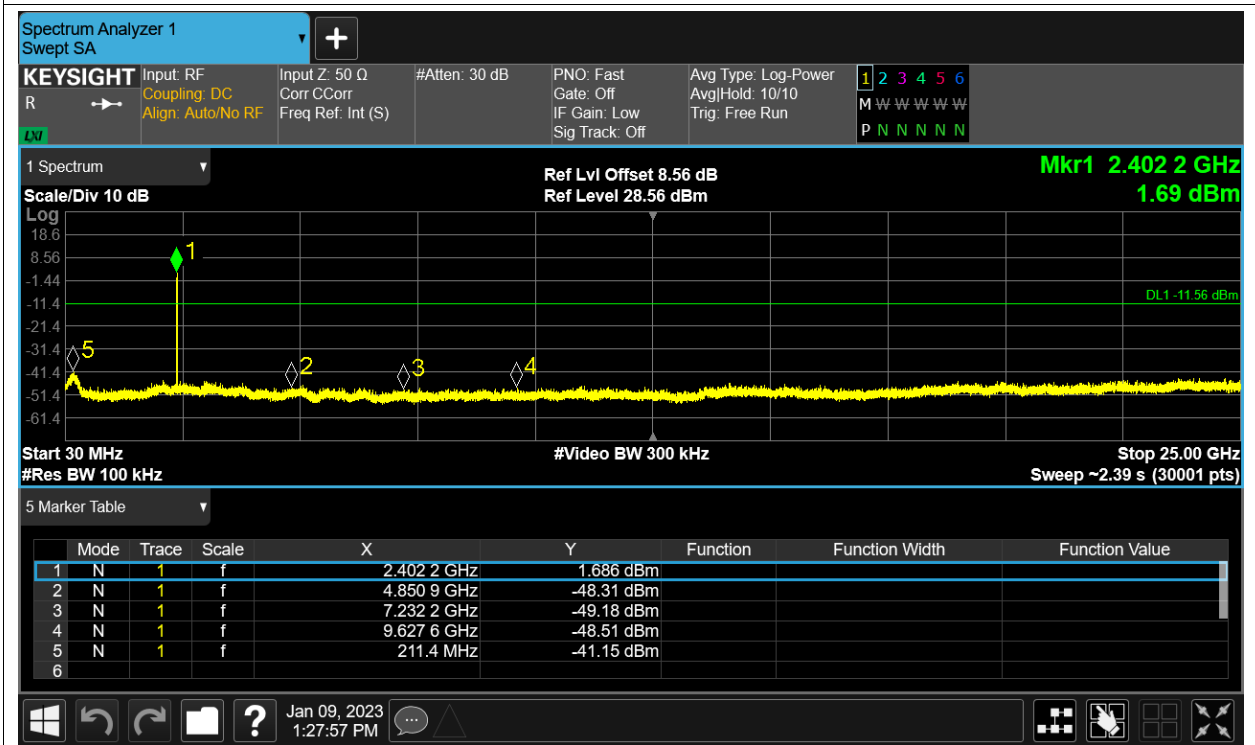 Spectrum Analyzer 1
Swept SA
+
KEYSIGHT
R
LXI
Input: RF
Coupling: DC
Align: Auto/No RF
Input Z: 50 Ω
Corr CCorr
Freq Ref: Int (S)
#Atten: 30 dB
PNO: Fast
Gate: Off
IF Gain: Low
Sig Track: Off
Avg Type: Log-Power
Avg|Hold: 10/10
Trig: Free Run
1 2 3 4 5 6
M W W W W W
P N N N N N
1 Spectrum
Scale/Div 10 dB
Ref Lvl Offset 8.56 dB
Ref Level 28.56 dBm
Mkr1 2.402 2 GHz
1.69 dBm
Log
18.6
8.56
-1.44
-11.4
-21.4
-31.4
-41.4
-51.4
-61.4
1
DL1 -11.56 dBm
5
2
3
4
Start 30 MHz
#Video BW 300 kHz
Stop 25.00 GHz
#Res BW 100 kHz
Sweep ~2.39 s (30001 pts)
5 Marker Table
Mode Trace Scale X Y Function Function Width Function Value
1 N 1 f 2.402 2 GHz 1.686 dBm
2 N 1 f 4.850 9 GHz -48.31 dBm
3 N 1 f 7.232 2 GHz -49.18 dBm
4 N 1 f 9.627 6 GHz -48.51 dBm
5 N 1 f 211.4 MHz -41.15 dBm
6
?
Jan 09, 2023
1:27:57 PM